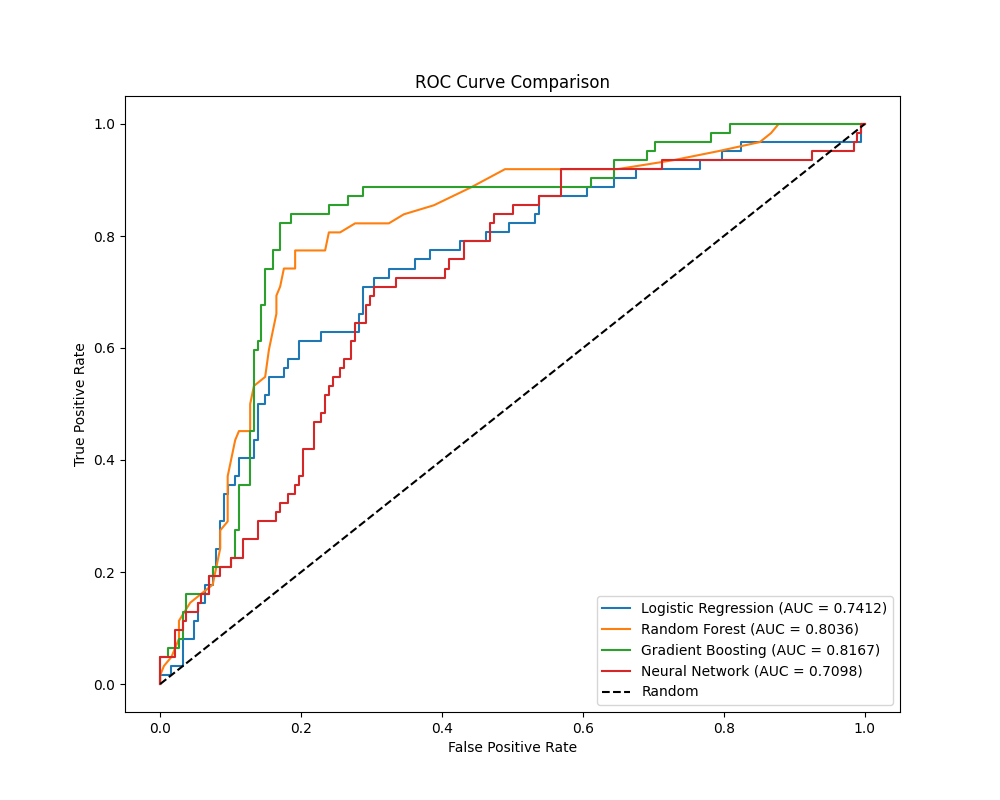 ROC Curve Comparison
1.0
0.8
0.6
0.4
0.2
0.0
True Positive Rate
0.0 0.2 0.4 0.6 0.8 1.0
False Positive Rate
Logistic Regression (AUC = 0.7412)
Random Forest (AUC = 0.8036)
Gradient Boosting (AUC = 0.8167)
Neural Network (AUC = 0.7098)
Random